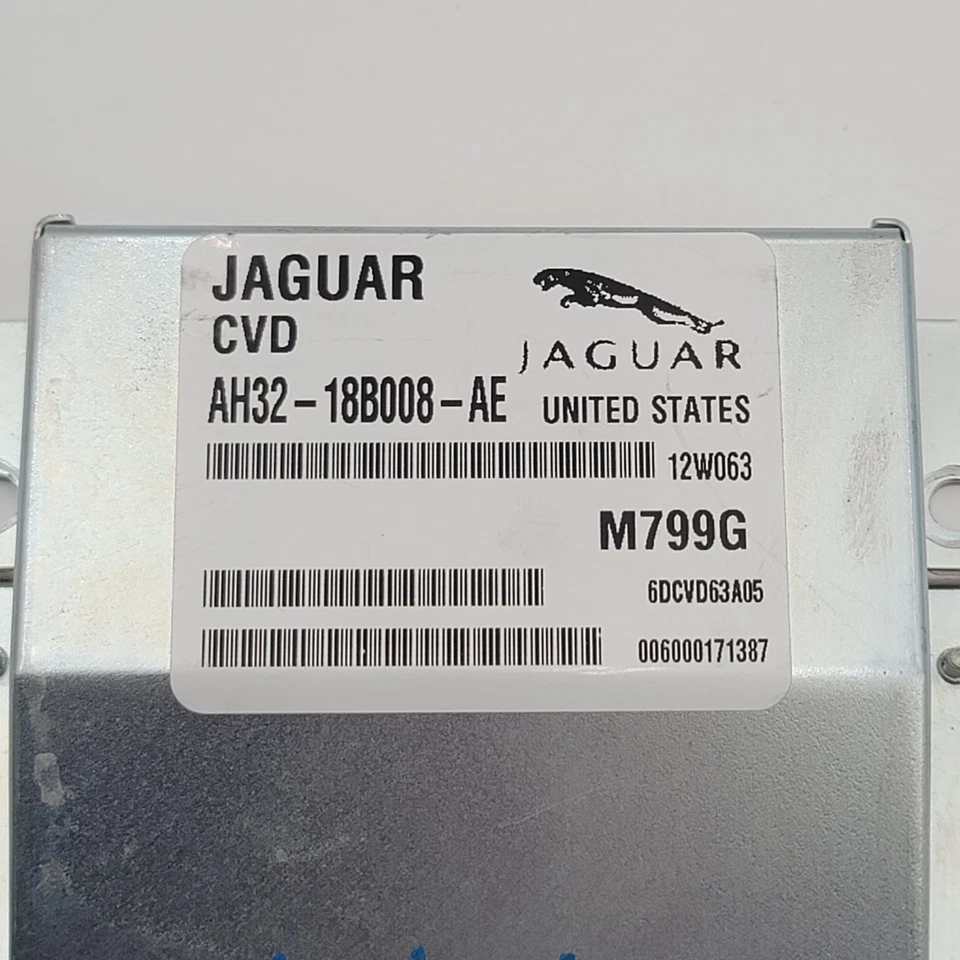 JAGUAR
CVD
JAGUAR
AH32-18B008-AE
UNITED STATES
12W063
M799G
6DCVD63A05
006000171387